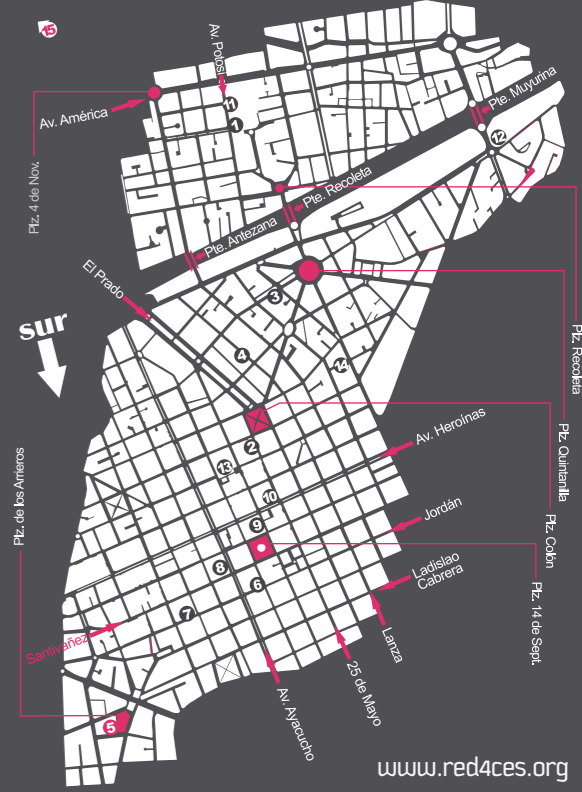 15
Av. Potosí
Av. América
11
1
Pte. Muyurina
12
Plz. 4 de Nov.
Pte. Recoleta
Pte. Antezana
El Prado
3
sur
4
14
Plz. Recoleta
Plz. Quintanilla
Plz. Colón
Plz. 14 de Sept.
Av. Heroínas
2
13
10
Plz. de los Arrieros
9
Jordán
8
6
Ladislao
Cabrera
7
Santivañez
Lanza
25 de Mayo
Av. Ayacucho
5
www.red4ces.org